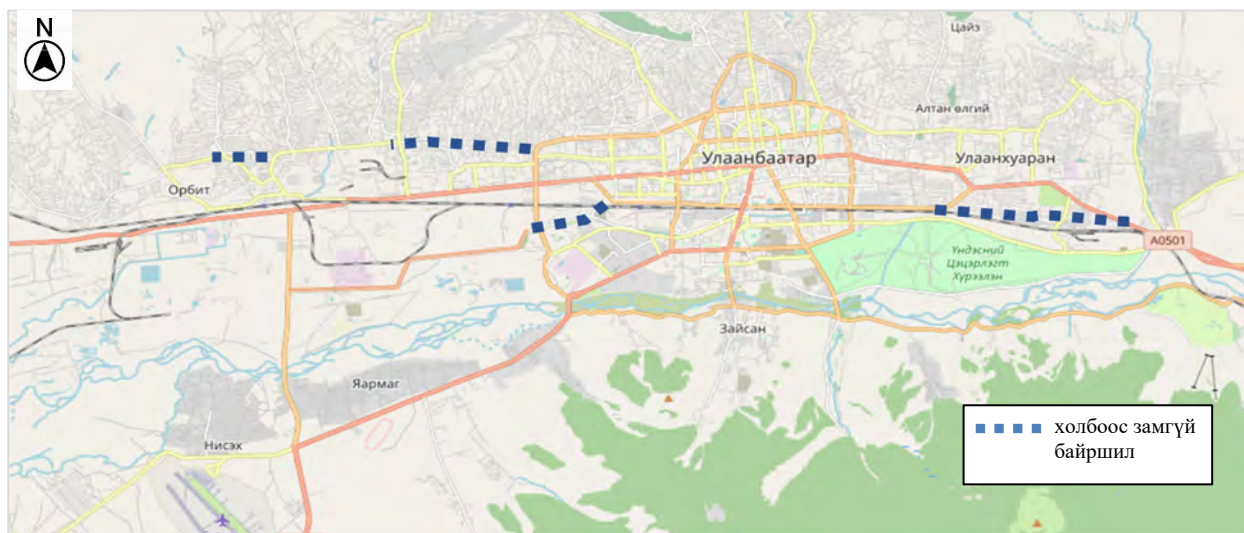 N
Цайз
Алтан өлгий
Улаанбаатар
Улаанхуаран
Орбит
A0501
Үндэсний
Цэцэрлэгт
Хүрээлэн
Зайсан
Яармаг
Нисэх
холбоос замгүй
байршил